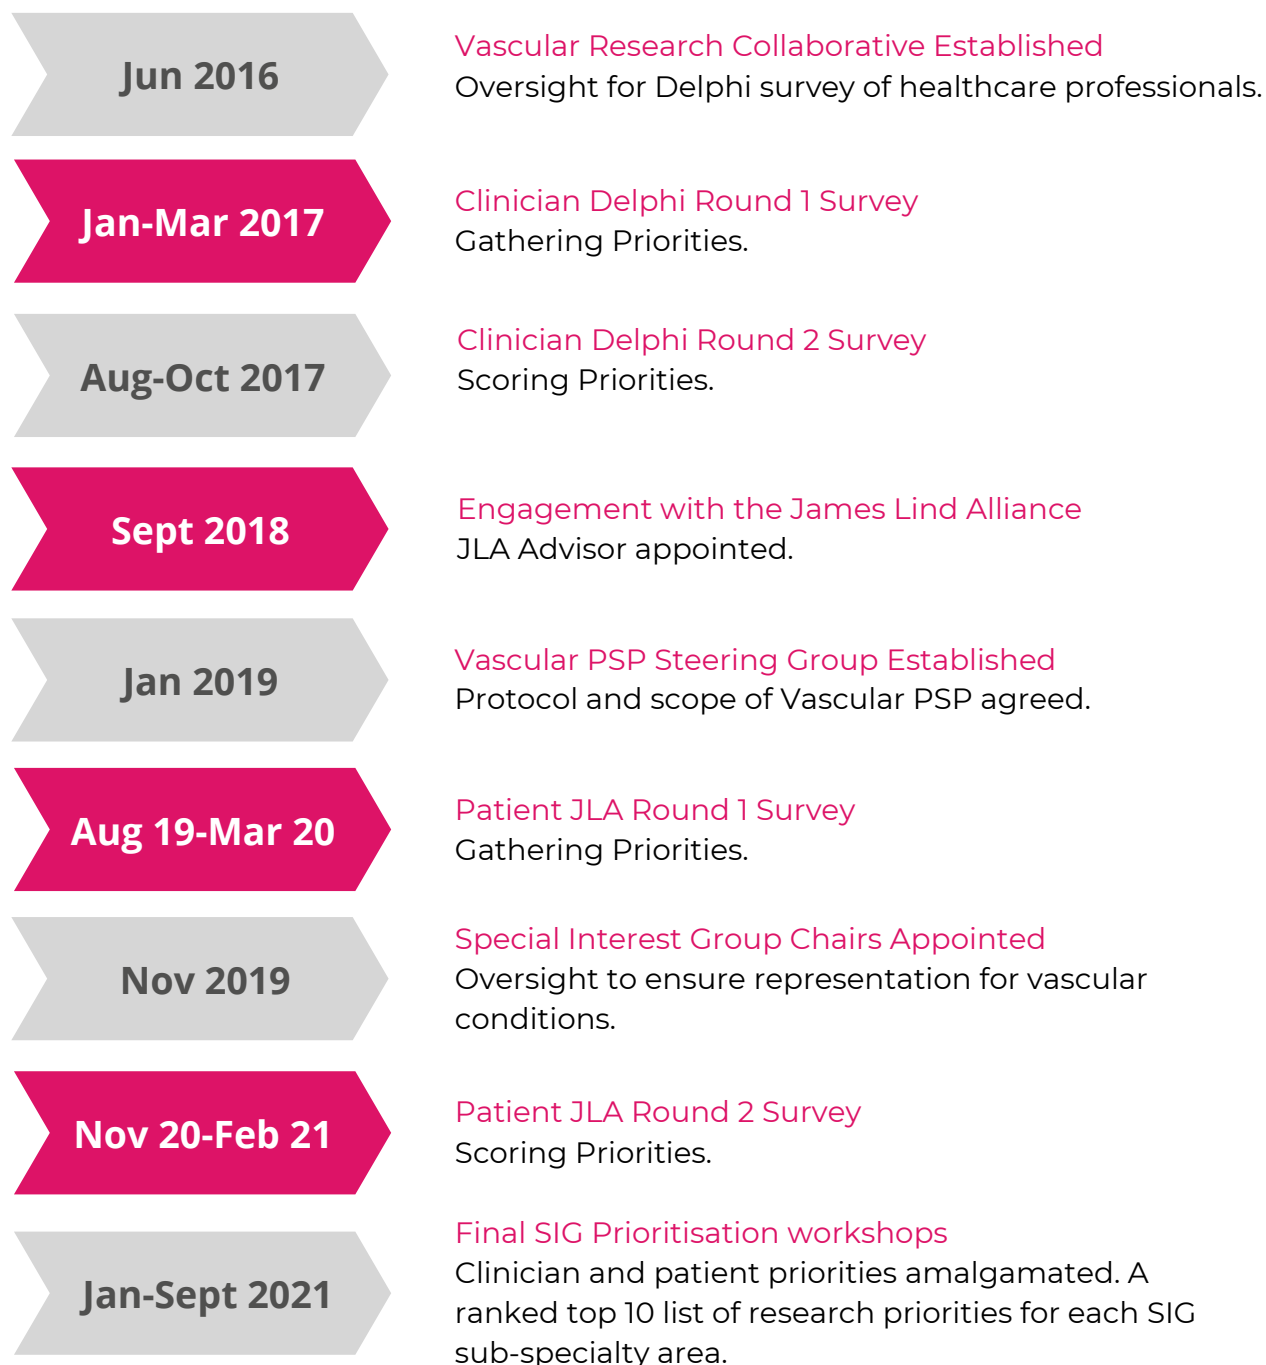 Jun 2016
Vascular Research Collaborative Established
Oversight for Delphi survey of healthcare professionals.
Jan-Mar 2017
Clinician Delphi Round 1 Survey
Gathering Priorities.
Aug-Oct 2017
Clinician Delphi Round 2 Survey
Scoring Priorities.
Sept 2018
Engagement with the James Lind Alliance
JLA Advisor appointed.
Jan 2019
Vascular PSP Steering Group Established
Protocol and scope of Vascular PSP agreed.
Aug 19-Mar 20
Patient JLA Round 1 Survey
Gathering Priorities.
Nov 2019
Special Interest Group Chairs Appointed
Oversight to ensure representation for vascular
conditions.
Nov 20-Feb 21
Patient JLA Round 2 Survey
Scoring Priorities.
Jan-Sept 2021
Final SIG Prioritisation workshops
Clinician and patient priorities amalgamated. A
ranked top 10 list of research priorities for each SIG
sub-specialty area.